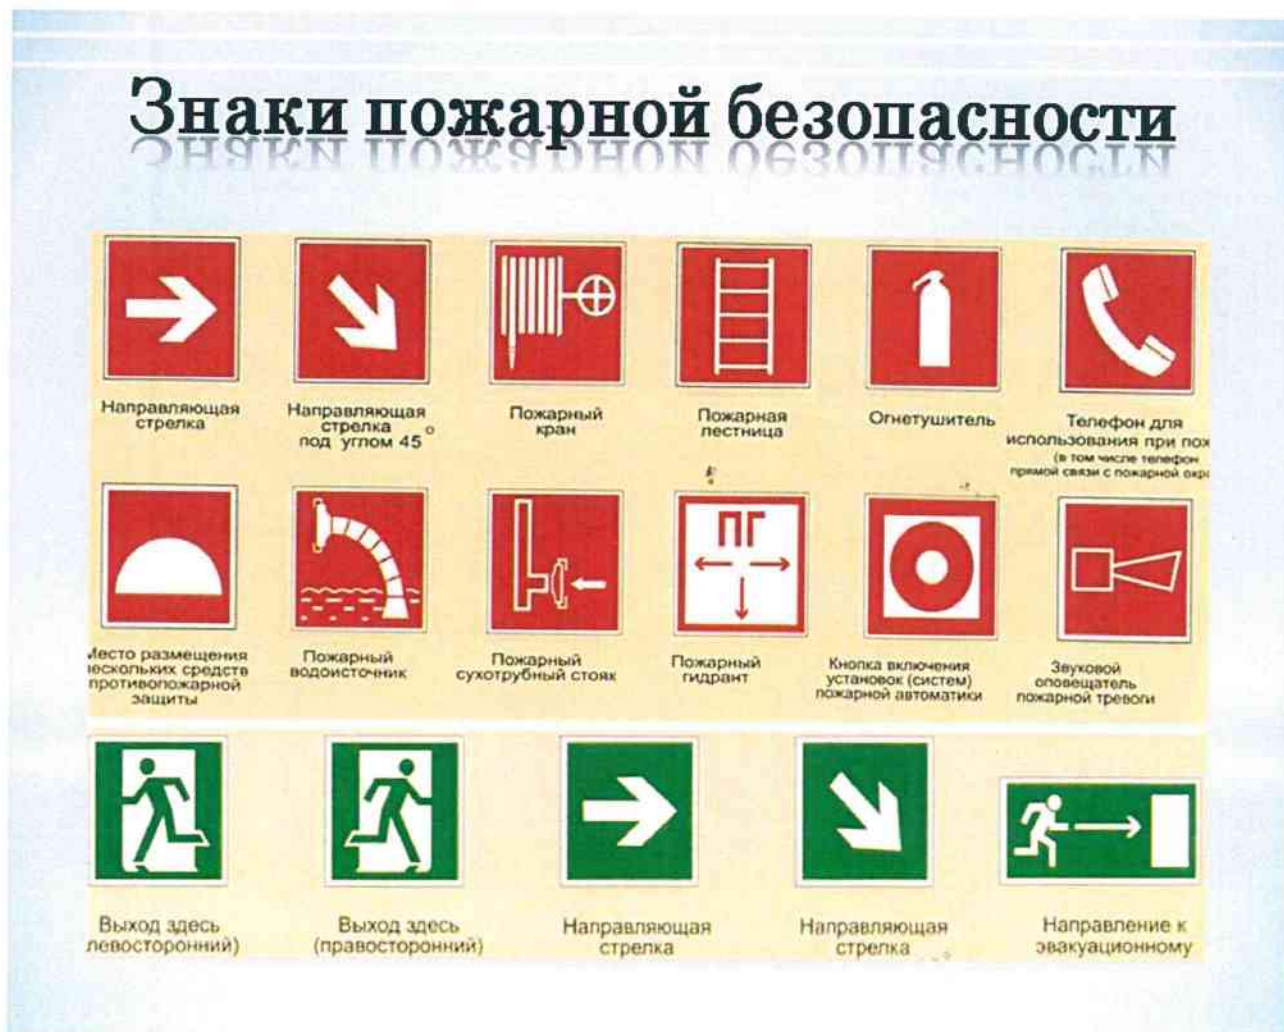 Знаки пожарной безопасности
Направляющая
стрелка
Направляющая
стрелка
под углом 45°
Пожарный
кран
Пожарная
лестница
Огнетушитель
Телефон для
использования при пож
(в том числе телефон
прямой связи с пожарной охра
Место размещения
нескольких средств
противопожарной
защиты
Пожарный
водоисточник
Пожарный
сухотрубный стояк
ПГ
Пожарный
гидрант
Кнопка включения
установок (систем)
пожарной автоматики
Звуковой
оповещатель
пожарной тревоги
Выход здесь
левосторонний)
Выход здесь
(правосторонний)
Направляющая
стрелка
Направляющая
стрелка
Направление к
эвакуационному